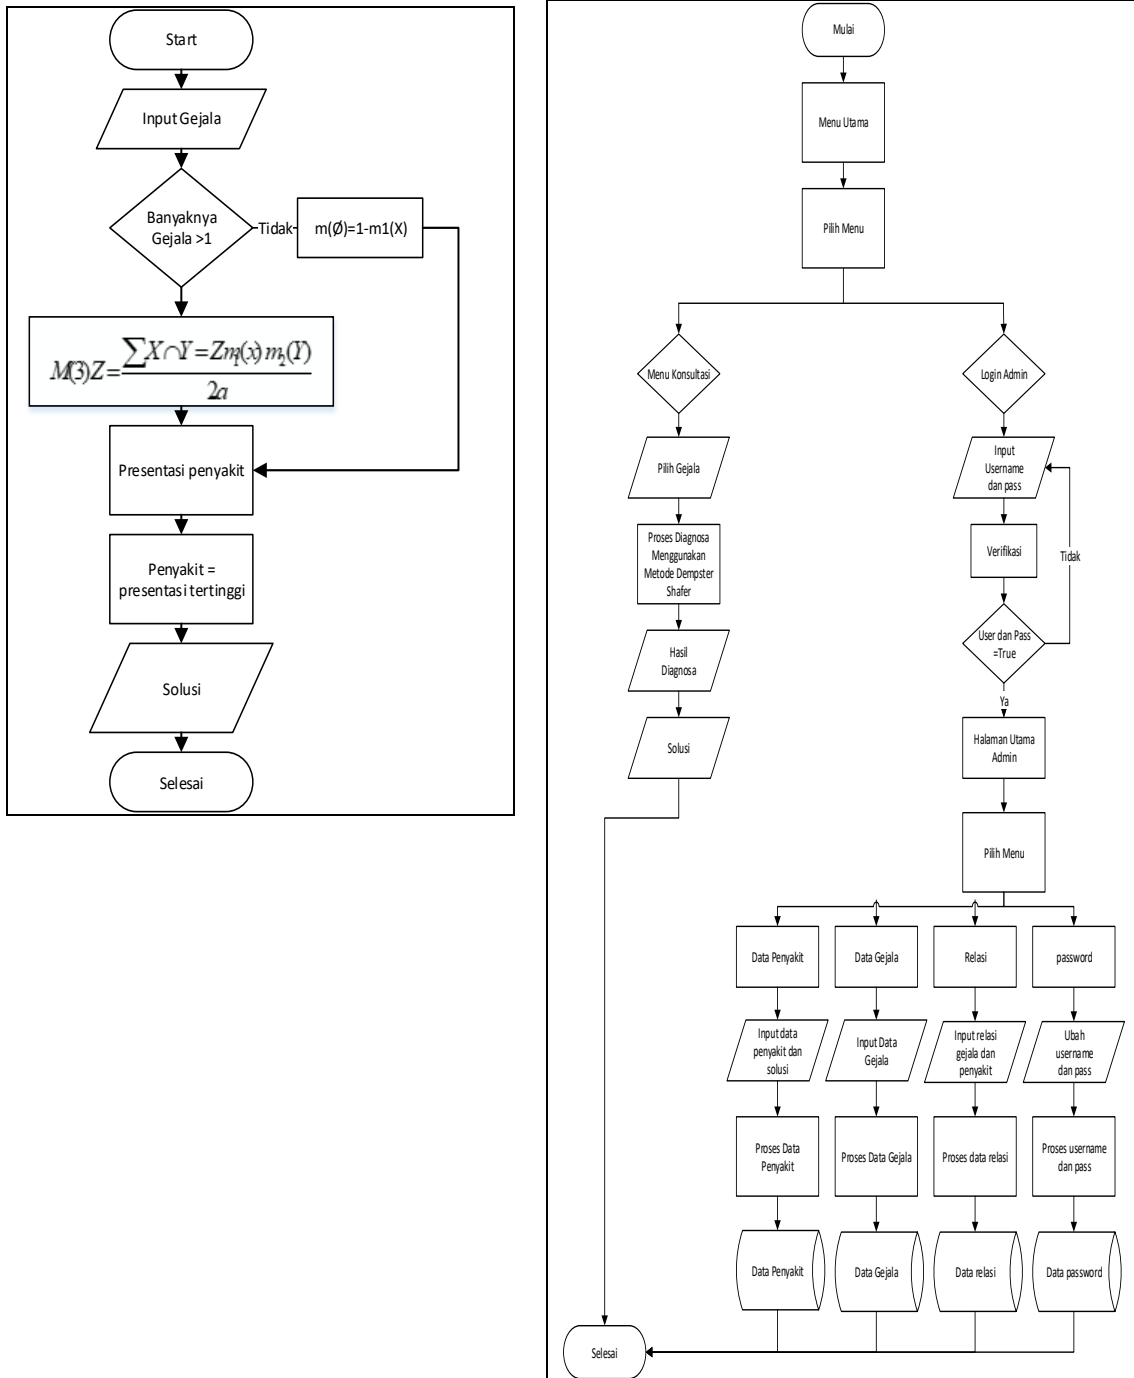 Start
Input Gejala
Banyaknya
Gejala >1
Tidak
m(Ø)=1-m1(X)
M(3)Z=∑X∩Y=Zm1(x)m2(Y)
2a
Presentasi penyakit
Penyakit =
presentasi tertinggi
Solusi
Selesai
Mulai
Menu Utama
Pilih Menu
Menu Konsultasi
Pilih Gejala
Proses Diagnosa
Menggunakan
Metode Dempster
Shafer
Hasil
Diagnosa
Solusi
Login Admin
Input
Username
dan pass
Verifikasi
Tidak
User dan Pass
=True
Ya
Halaman Utama
Admin
Pilih Menu
Data Penyakit
Data Gejala
Relasi
password
Input data
penyakit dan
solusi
Input Data
Gejala
Input relasi
gejala dan
penyakit
Ubah
username
dan pass
Proses Data
Penyakit
Proses Data Gejala
Proses data relasi
Proses username
dan pass
Data Penyakit
Data Gejala
Data relasi
Data password
Selesai